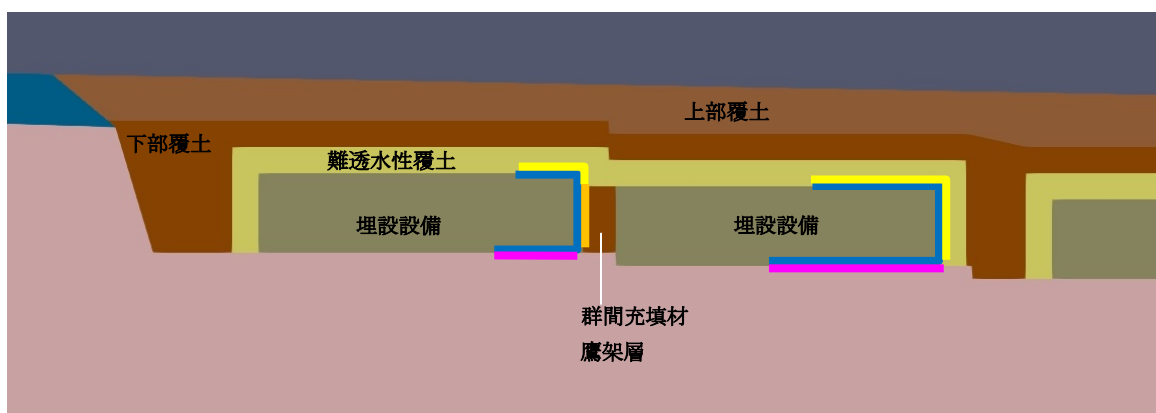 上部覆土
下部覆土
難透水性覆土
埋設設備
埋設設備
群間充填材
鷹架層